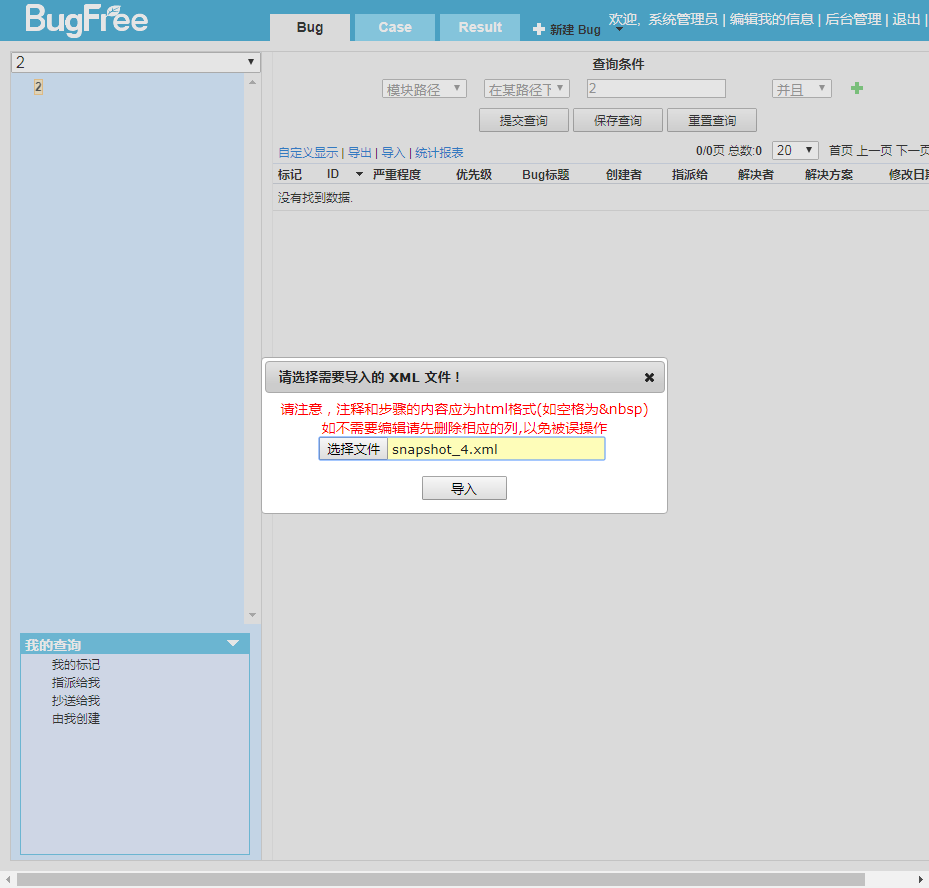 BugFree
Bug
Case
Result
新建 Bug
欢迎, 系统管理员 | 编辑我的信息 | 后台管理 | 退出 |
2
2
查询条件
模块路径
在某路径下
2
并且
提交查询
保存查询
重置查询
自定义显示 | 导出 | 导入 | 统计报表
0/0页 总数:0
20
首页 上一页 下一页
标记 ID 严重程度 优先级 Bug标题 创建者 指派给 解决者 解决方案 修改日期
没有找到数据.
请选择需要导入的 XML 文件！
请注意，注释和步骤的内容应为html格式(如空格为&nbsp)
如不需要编辑请先删除相应的列,以免被误操作
选择文件 snapshot_4.xml
导入
我的查询
我的标记
指派给我
抄送给我
由我创建